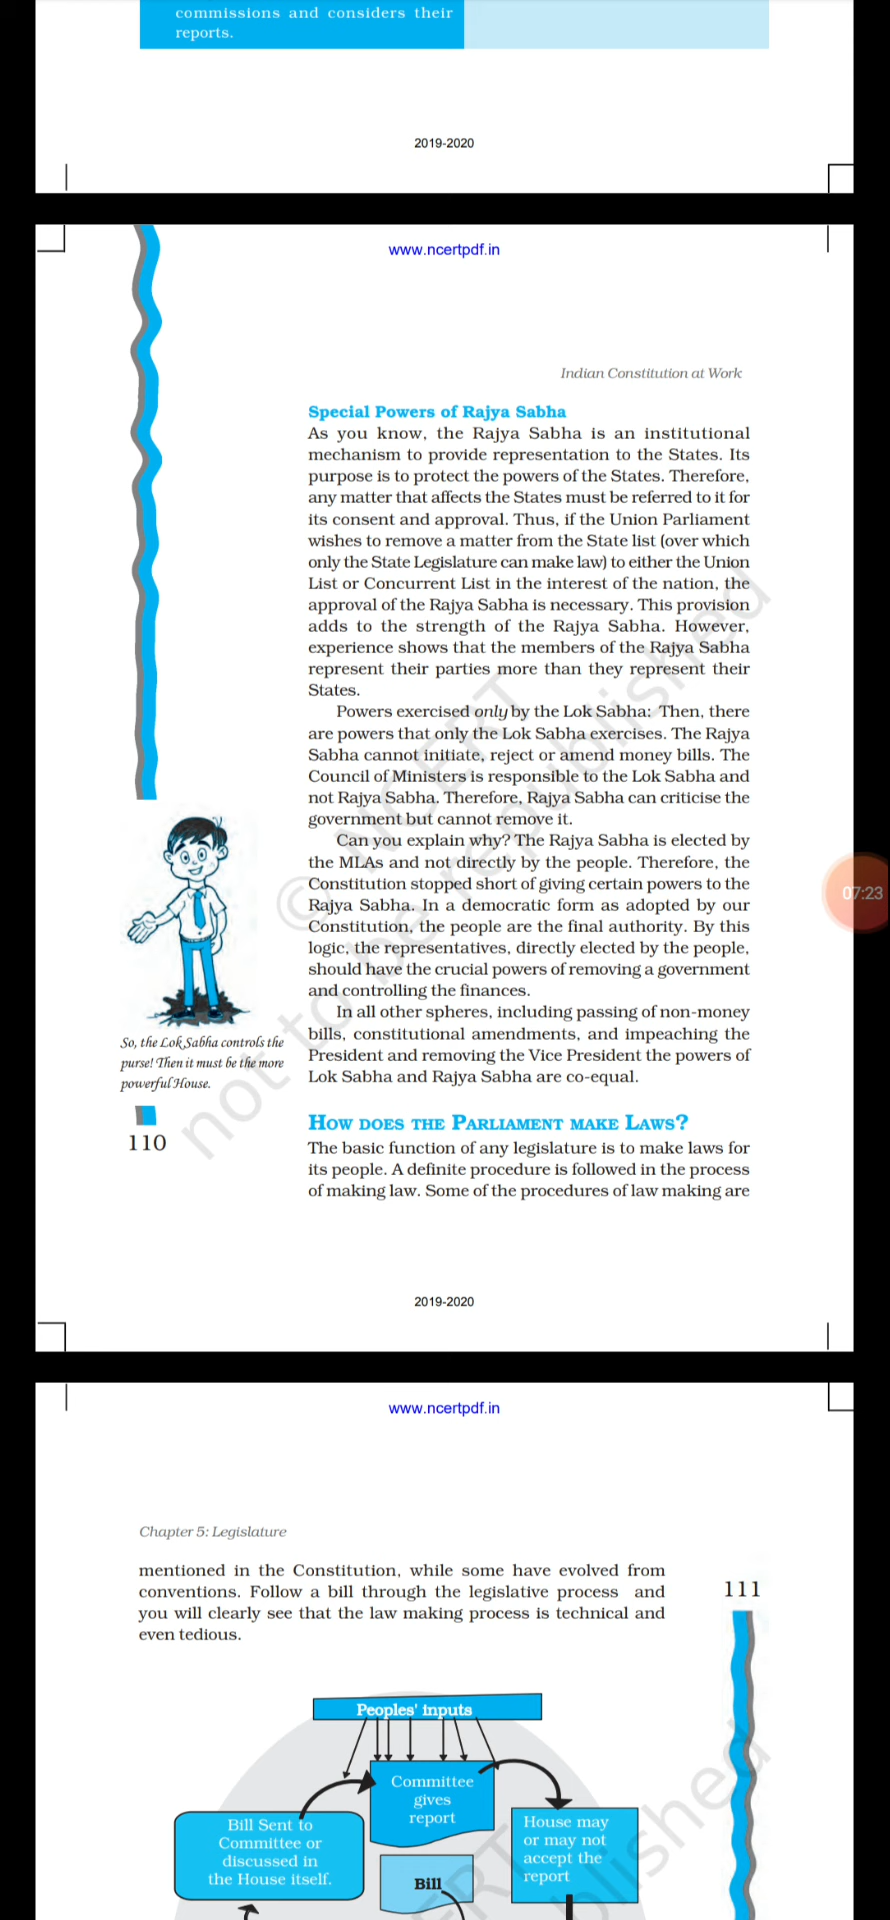 commissions and considers their
reports.
2019-2020
www.ncertpdf.in
Indian Constitution at Work
Special Powers of Rajya Sabha
As you know, the Rajya Sabha is an institutional
mechanism to provide representation to the States. Its
purpose is to protect the powers of the States. Therefore,
any matter that affects the States must be referred to it for
its consent and approval. Thus, if the Union Parliament
wishes to remove a matter from the State list (over which
only the State Legislature can make law) to either the Union
List or Concurrent List in the interest of the nation, the
approval of the Rajya Sabha is necessary. This provision
adds to the strength of the Rajya Sabha. However,
experience shows that the members of the Rajya Sabha
represent their parties more than they represent their
States.
Powers exercised only by the Lok Sabha: Then, there
are powers that only the Lok Sabha exercises. The Rajya
Sabha cannot initiate, reject or amend money bills. The
Council of Ministers is responsible to the Lok Sabha and
not Rajya Sabha. Therefore, Rajya Sabha can criticise the
government but cannot remove it.
Can you explain why? The Rajya Sabha is elected by
the MLAs and not directly by the people. Therefore, the
Constitution stopped short of giving certain powers to the
Rajya Sabha. In a democratic form as adopted by our
Constitution, the people are the final authority. By this
logic, the representatives, directly elected by the people,
should have the crucial powers of removing a government
and controlling the finances.
In all other spheres, including passing of non-money
bills, constitutional amendments, and impeaching the
President and removing the Vice President the powers of
Lok Sabha and Rajya Sabha are co-equal.
07:23
So, the Lok Sabha controls the
purse! Then it must be the more
powerful House.
110
HOW DOES THE PARLIAMENT MAKE LAWS?
The basic function of any legislature is to make laws for
its people. A definite procedure is followed in the process
of making law. Some of the procedures of law making are
© NCERT
not to be republished
2019-2020
www.ncertpdf.in
Chapter 5: Legislature
mentioned in the Constitution, while some have evolved from
conventions. Follow a bill through the legislative process and
you will clearly see that the law making process is technical and
even tedious.
111
Peoples' inputs
Committee
gives
report
Bill Sent to
Committee or
discussed in
the House itself.
House may
or may not
accept the
report
Bill